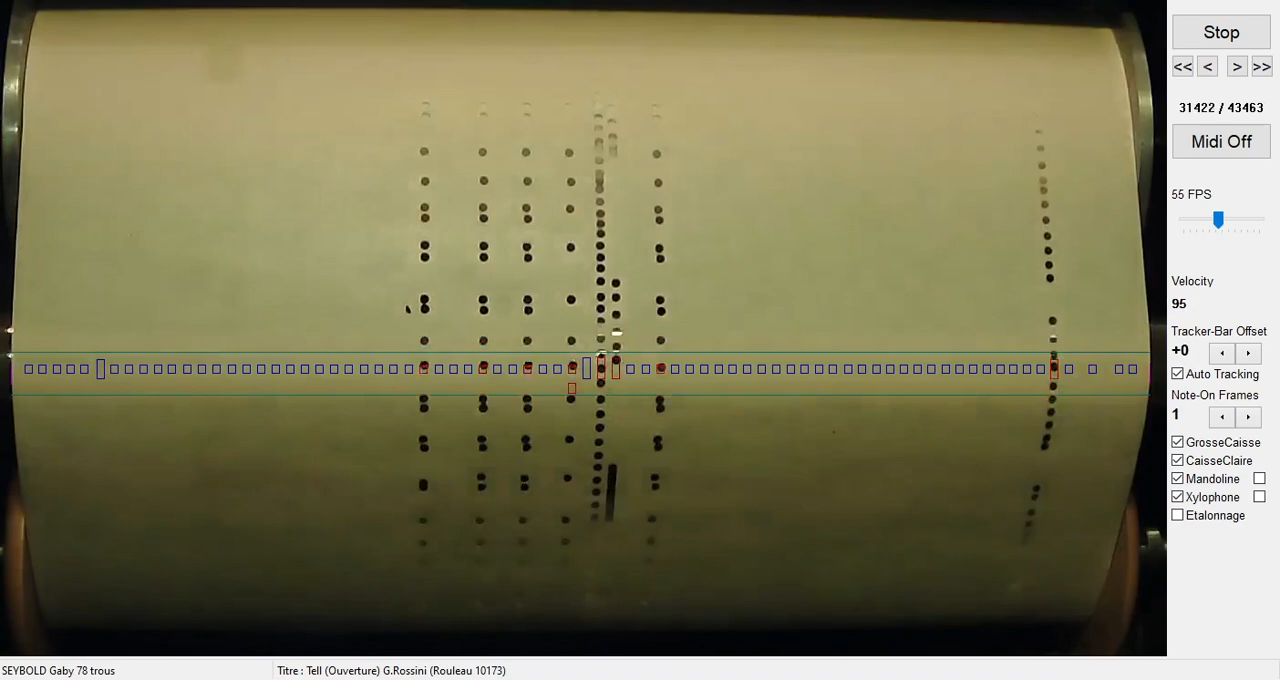 Stop
<< < > >>
31422 / 43463
Midi Off
55 FPS
Velocity
95
Tracker-Bar Offset
+0
Auto Tracking
Note-On Frames
1
GrosseCaisse
CaisseClaire
Mandoline
Xylophone
Etalonnage
SEYBOLD Gaby 78 trous
Titre : Tell (Ouverture) G.Rossini (Rouleau 10173)